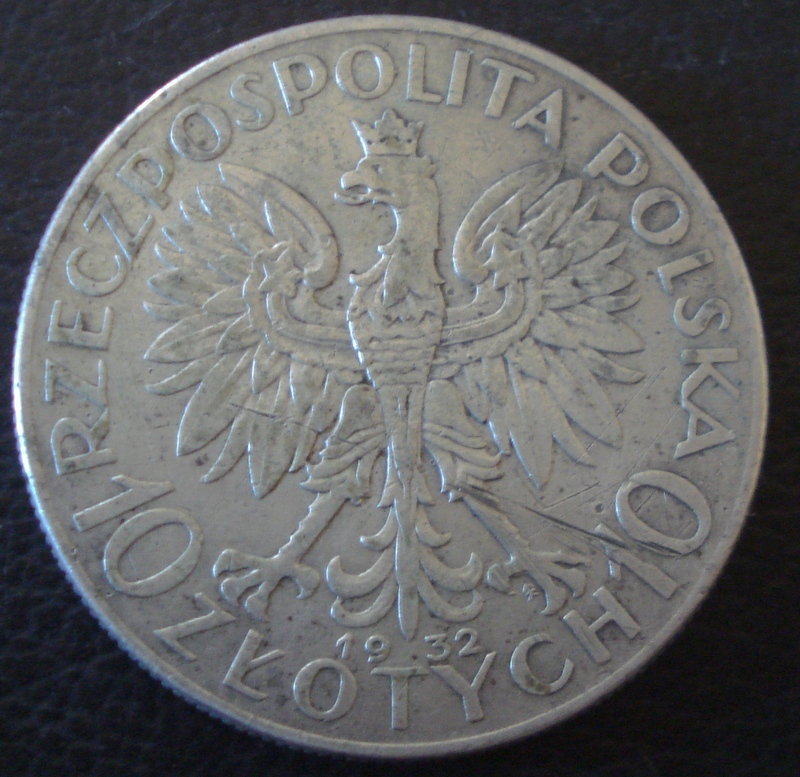 RZECZPOSPOLITA POLSKA
10 ZŁOTYCH 10
1932